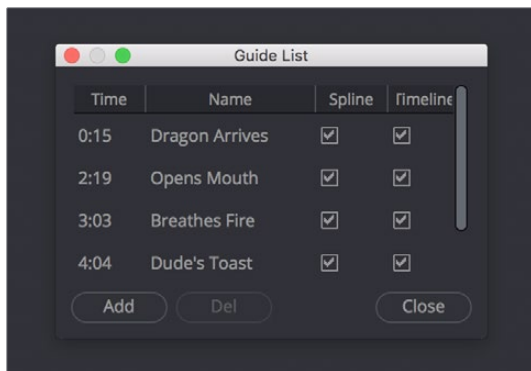 Guide List
Time Name Spline Timeline
0:15 Dragon Arrives
2:19 Opens Mouth
3:03 Breathes Fire
4:04 Dude's Toast
Add Del Close